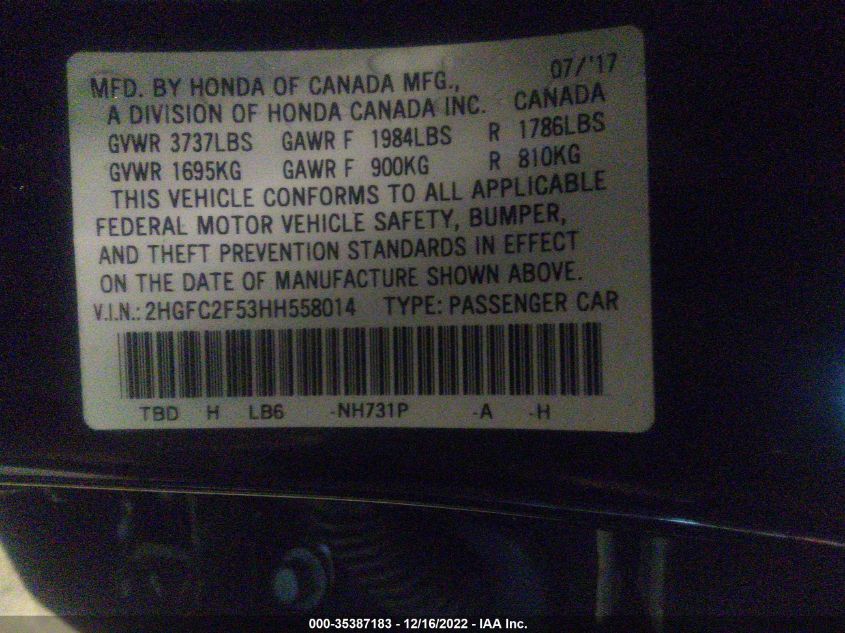 07/'17
MFD. BY HONDA OF CANADA MFG.,
A DIVISION OF HONDA CANADA INC. CANADA
GVWR 3737LBS GAWR F 1984LBS R 1786LBS
GVWR 1695KG GAWR F 900KG R 810KG
THIS VEHICLE CONFORMS TO ALL APPLICABLE
FEDERAL MOTOR VEHICLE SAFETY, BUMPER,
AND THEFT PREVENTION STANDARDS IN EFFECT
ON THE DATE OF MANUFACTURE SHOWN ABOVE.
V.I.N.: 2HGFC2F53HH558014 TYPE: PASSENGER CAR
TBD H LB6 -NH731P -A -H
000-35387183 - 12/16/2022 - IAA Inc.